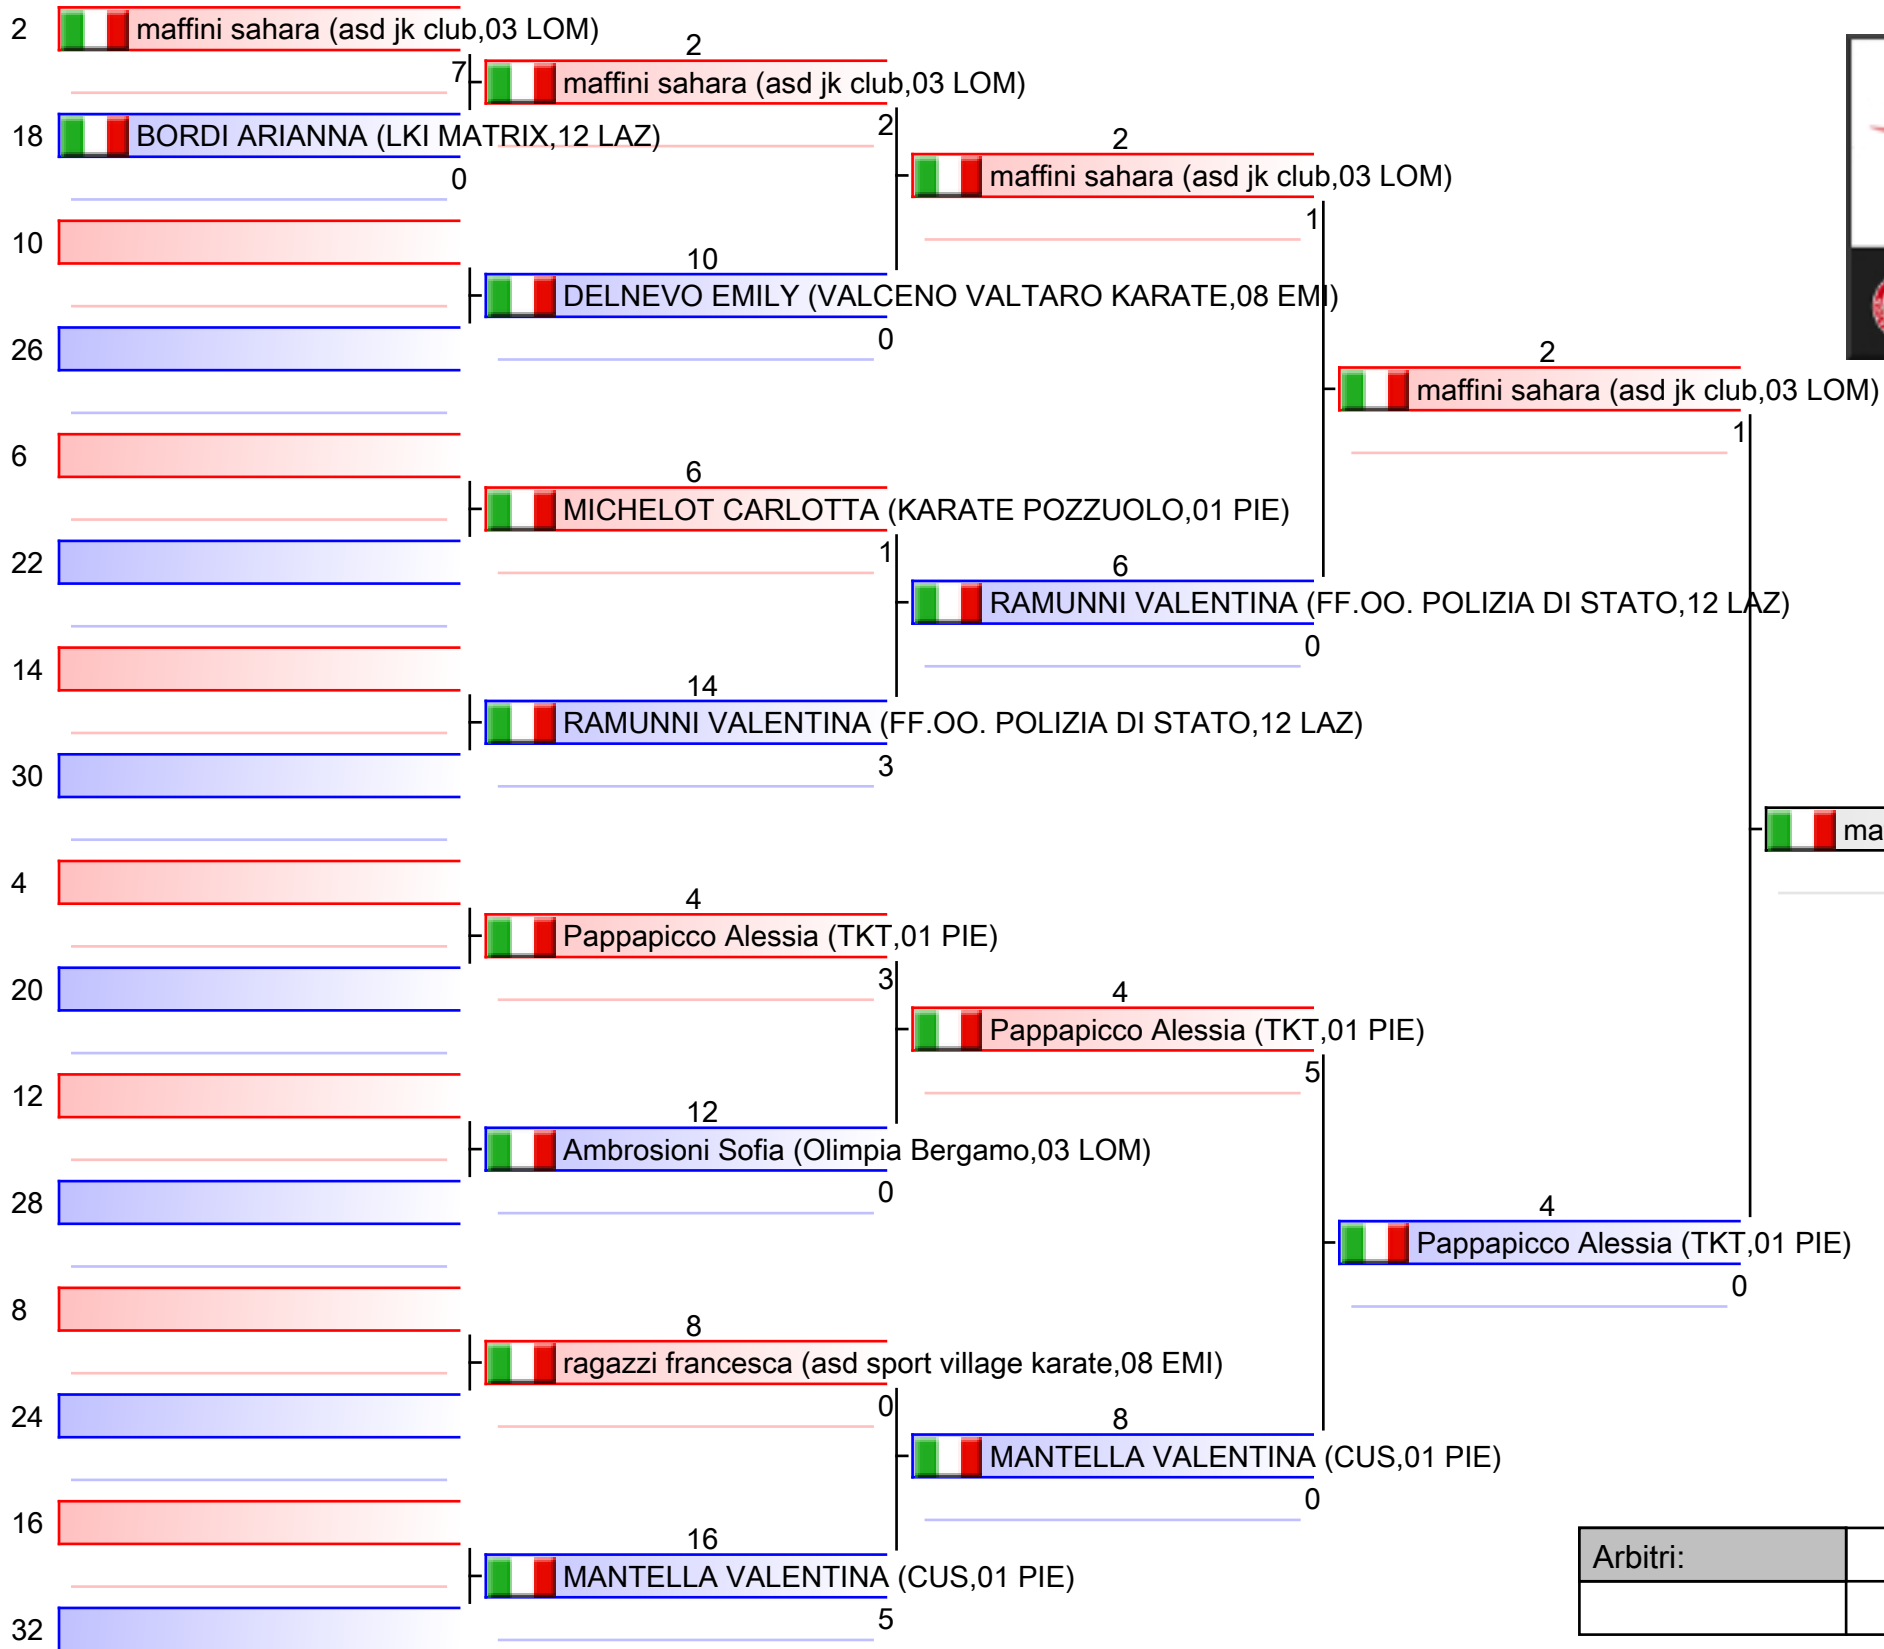 2 maffini sahara (asd jk club,03 LOM)
2
7 maffini sahara (asd jk club,03 LOM)
18 BORDI ARIANNA (LKI MATRIX,12 LAZ)
2
2
maffini sahara (asd jk club,03 LOM)
0
1
10
10
DELNEVO EMILY (VALCENO VALTARO KARATE,08 EMI)
0
26
2
maffini sahara (asd jk club,03 LOM)
1
6
6
MICHELOT CARLOTTA (KARATE POZZUOLO,01 PIE)
1
22
6
RAMUNNI VALENTINA (FF.OO. POLIZIA DI STATO,12 LAZ)
0
14
14
RAMUNNI VALENTINA (FF.OO. POLIZIA DI STATO,12 LAZ)
3
30
ma
4
4
Pappapicco Alessia (TKT,01 PIE)
3
20
4
Pappapicco Alessia (TKT,01 PIE)
5
12
12
Ambrosioni Sofia (Olimpia Bergamo,03 LOM)
0
28
4
Pappapicco Alessia (TKT,01 PIE)
0
8
8
ragazzi francesca (asd sport village karate,08 EMI)
0
24
8
MANTELLA VALENTINA (CUS,01 PIE)
0
16
16
MANTELLA VALENTINA (CUS,01 PIE)
5
32
Arbitri: